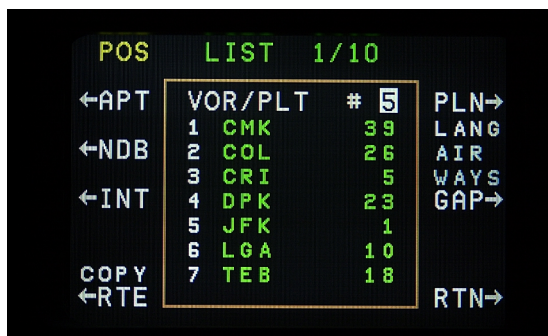 POS LIST 1/10
←APT VOR/PLT # 5 PLN→
1 CMK 39 LANG
←NDB 2 COL 26 AIR
3 CRI 5 WAYS
←INT 4 DPK 23 GAP→
5 JFK 1
6 LGA 10
COPY 7 TEB 18
←RTE RTN→